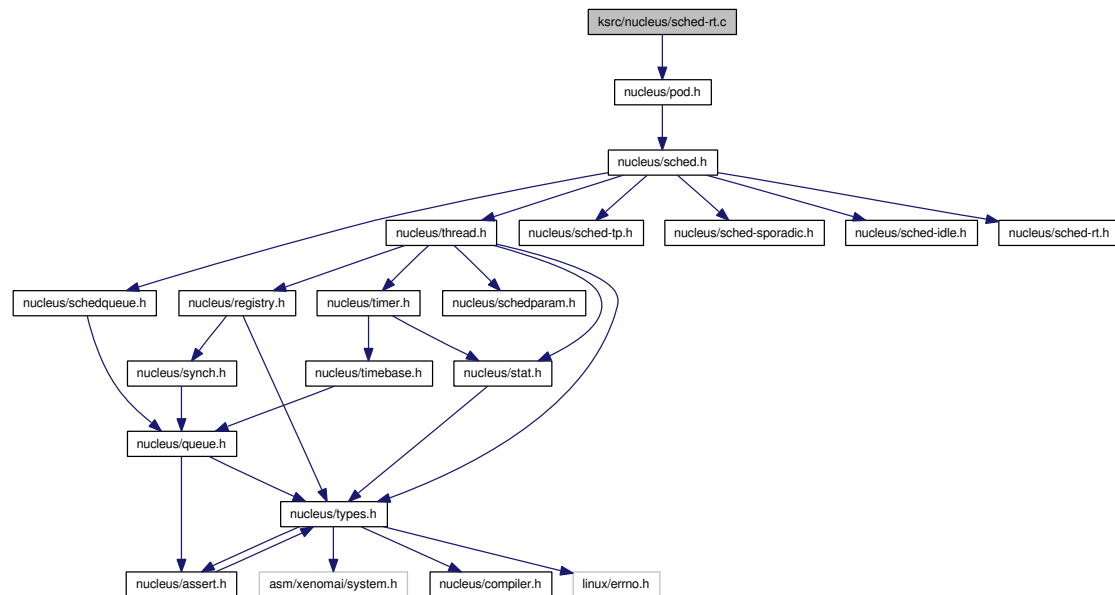 ksrc/nucleus/sched-rt.c
nucleus/pod.h
nucleus/sched.h
nucleus/thread.h
nucleus/sched-tp.h
nucleus/sched-sporadic.h
nucleus/sched-idle.h
nucleus/sched-rt.h
nucleus/schedqueue.h
nucleus/registry.h
nucleus/timer.h
nucleus/schedparam.h
nucleus/synch.h
nucleus/timebase.h
nucleus/stat.h
nucleus/queue.h
nucleus/types.h
nucleus/assert.h
asm/xenomai/system.h
nucleus/compiler.h
linux/errno.h